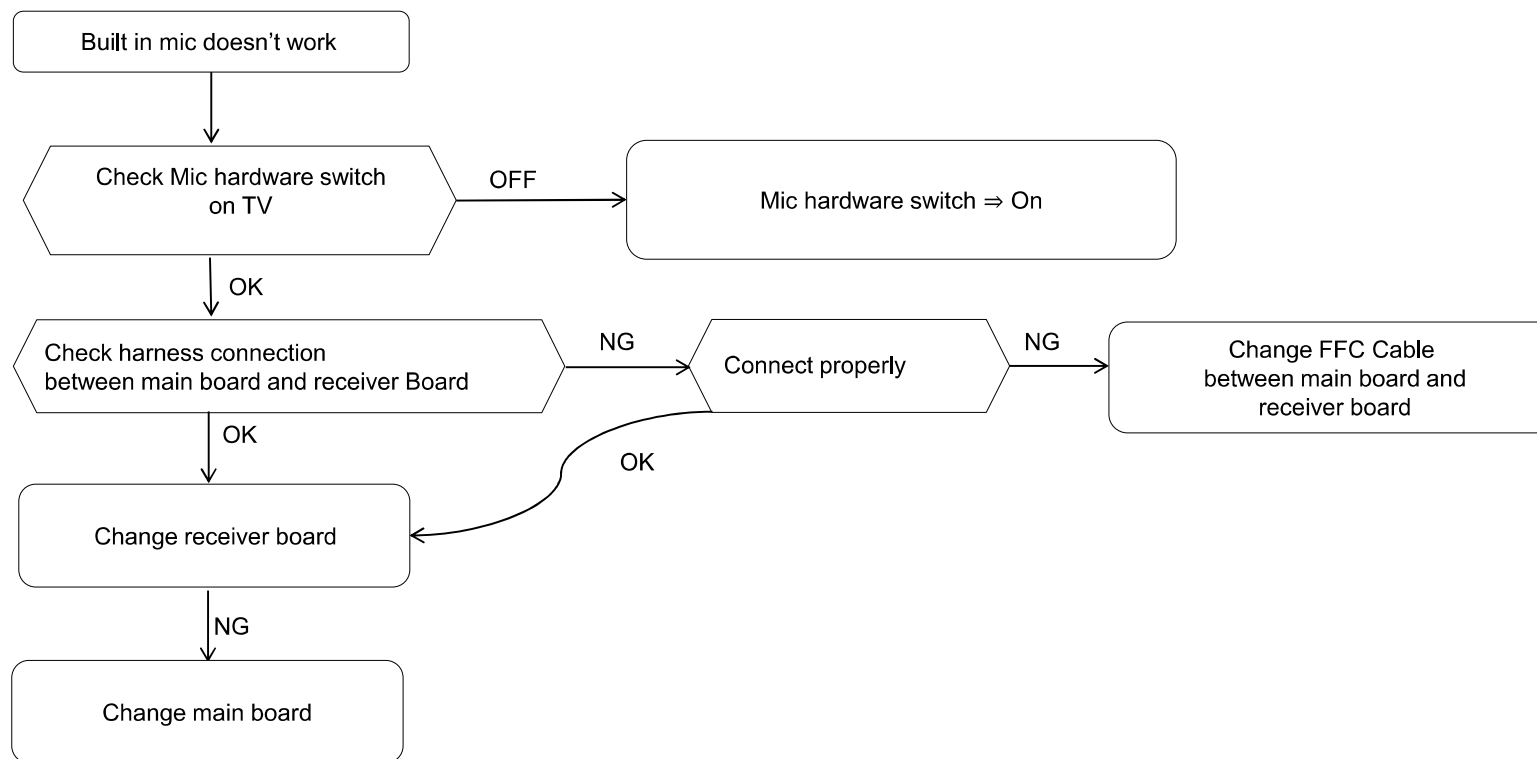 Built in mic doesn’t work
Check Mic hardware switch
on TV
OFF
Mic hardware switch ⇒ On
OK
Check harness connection
between main board and receiver Board
NG
Connect properly
NG
Change FFC Cable
between main board and
receiver board
OK
OK
Change receiver board
NG
Change main board